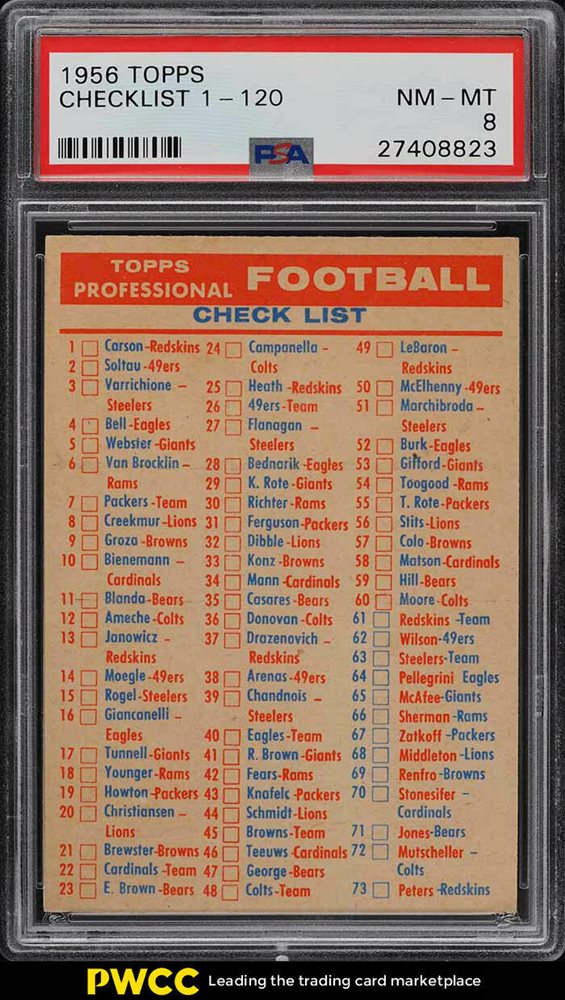 1956 TOPPS
CHECKLIST 1-120
NM-MT
8
PSA
27408823
TOPPS
PROFESSIONAL FOOTBALL
CHECK LIST
1 Carson-Redskins
2 Soltau-49ers
3 Varrichione -
Steelers
4 Bell-Eagles
5 Webster-Giants
6 Van Brocklin -
Rams
7 Packers-Team
8 Creekmur-Lions
9 Groza-Browns
10 Bienemann -
Cardinals
11 Blanda-Bears
12 Ameche-Colts
13 Janowicz -
Redskins
14 Moegle-49ers
15 Rogel-Steelers
16 Giancanelli -
Eagles
17 Tunnell-Giants
18 Younger-Rams
19 Howton-Packers
20 Christiansen -
Lions
21 Brewster-Browns
22 Cardinals-Team
23 E. Brown-Bears
24 Campanella -
Colts
25 Heath-Redskins
26 49ers-Team
27 Flanagan -
Steelers
28 Bednarik-Eagles
29 K. Rote-Giants
30 Richter-Rams
31 Ferguson-Packers
32 Dibble-Lions
33 Konz-Browns
34 Mann-Cardinals
35 Casares-Bears
36 Donovan-Colts
37 Drazenovich -
Redskins
38 Arenas-49ers
39 Chandnois -
Steelers
40 Eagles-Team
41 R. Brown-Giants
42 Fears-Rams
43 Knafelc-Packers
44 Schmidt-Lions
45 Browns-Team
46 Teeuws-Cardinals
47 George-Bears
48 Colts-Team
49 LeBaron -
Redskins
50 McElhenny-49ers
51 Marchibroda -
Steelers
52 Burk-Eagles
53 Gifford-Giants
54 Toogood-Rams
55 T. Rote-Packers
56 Stits-Lions
57 Colo-Browns
58 Matson-Cardinals
59 Hill-Bears
60 Moore-Colts
61 Redskins-Team
62 Wilson-49ers
63 Steelers-Team
64 Pellegrini Eagles
65 McAfee-Giants
66 Sherman-Rams
67 Zatkoff-Packers
68 Middleton-Lions
69 Renfro-Browns
70 Stonesifer -
Cardinals
71 Jones-Bears
72 Mutscheller -
Colts
73 Peters-Redskins
PWCC Leading the trading card marketplace